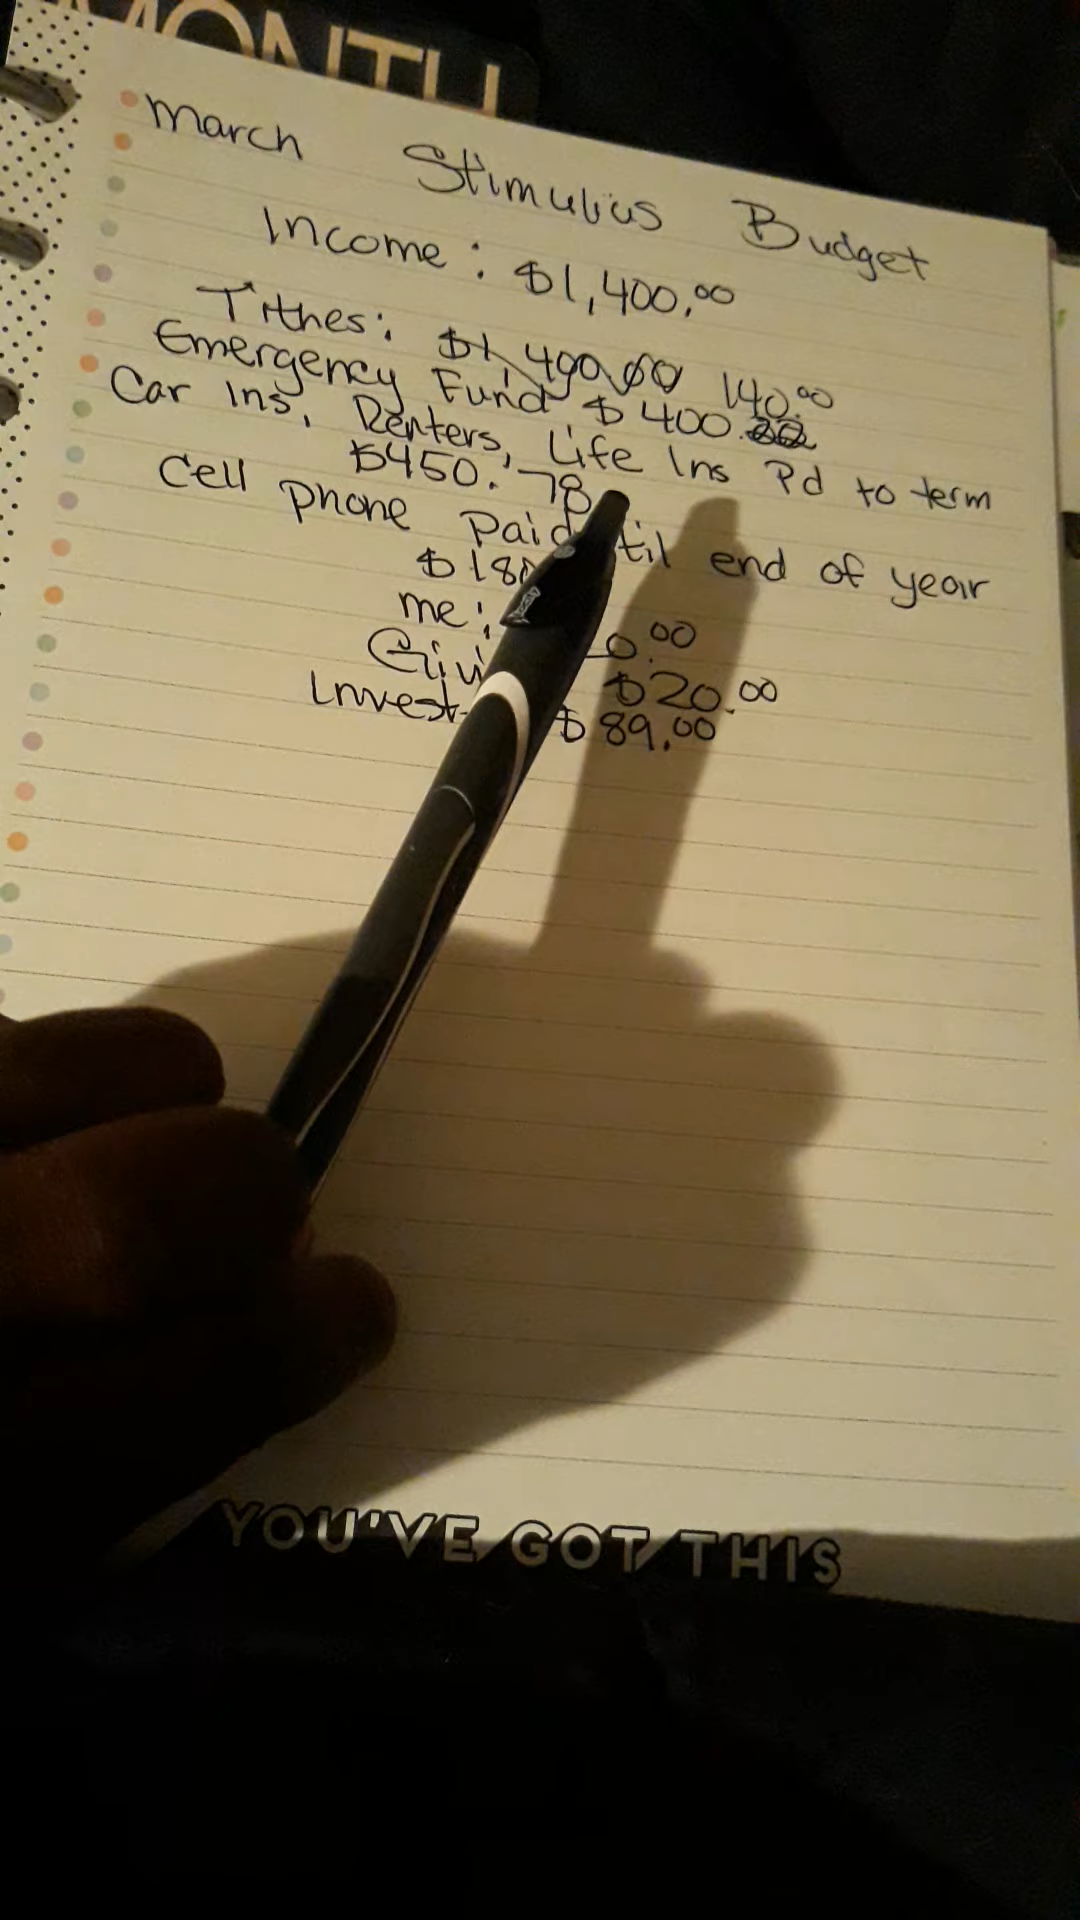 MONTH
March Stimulus Budget
Income: $1,400.00
Tithes: $1,400.00 140.00
Emergency Fund $400.00
Car Ins, Renters, Life Ins Pd to term
$450.78
Cell phone Paid til end of year
me: 0.00
$20.00
Invest $89.00
YOU'VE GOT THIS